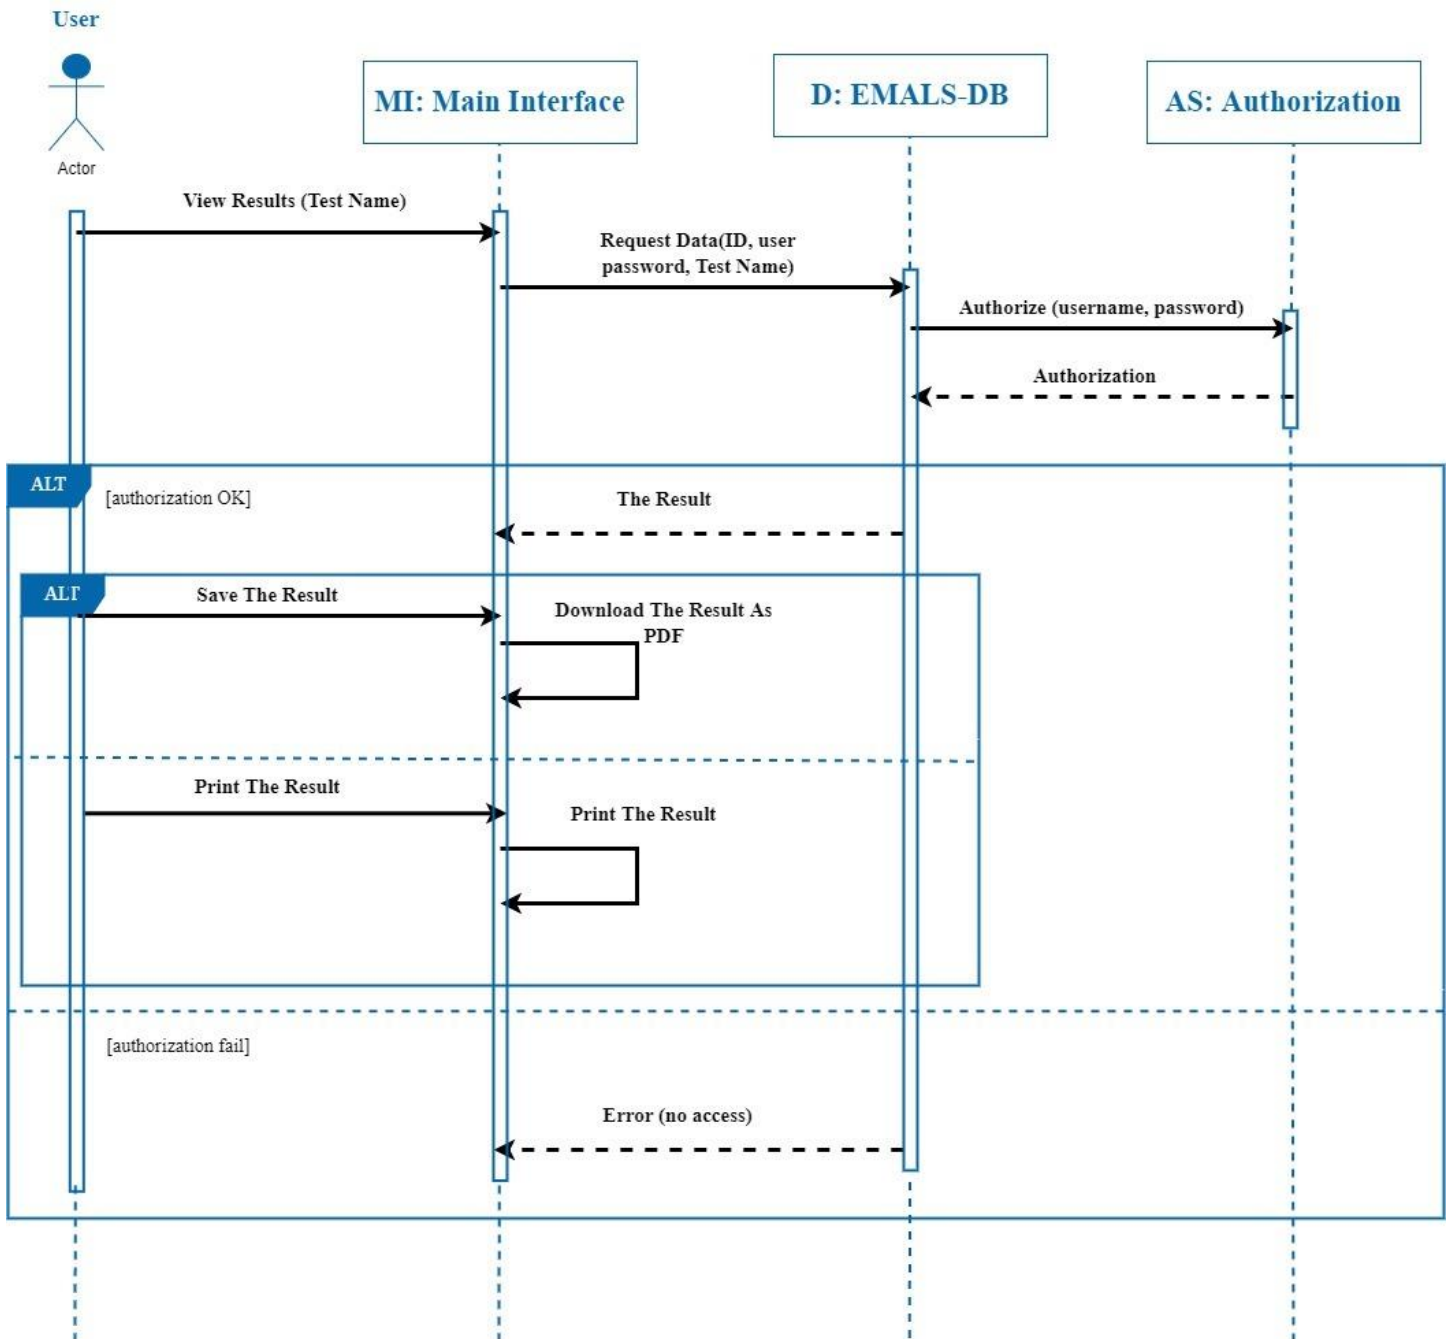 User
Actor
MI: Main Interface
D: EMALS-DB
AS: Authorization
View Results (Test Name)
Request Data(ID, user
password, Test Name)
Authorize (username, password)
Authorization
ALT
[authorization OK]
The Result
ALT
Save The Result
Download The Result As
PDF
Print The Result
Print The Result
[authorization fail]
Error (no access)